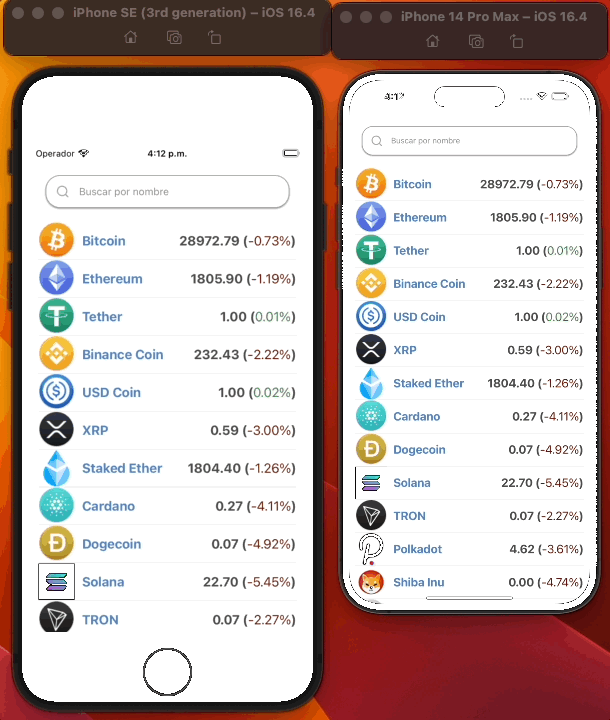 iPhone SE (3rd generation) – iOS 16.4
Operador 4:12 p.m.
Buscar por nombre
Bitcoin 28972.79 (-0.73%)
Ethereum 1805.90 (-1.19%)
Tether 1.00 (0.01%)
Binance Coin 232.43 (-2.22%)
USD Coin 1.00 (0.02%)
XRP 0.59 (-3.00%)
Staked Ether 1804.40 (-1.26%)
Cardano 0.27 (-4.11%)
Dogecoin 0.07 (-4.92%)
Solana 22.70 (-5.45%)
TRON 0.07 (-2.27%)
iPhone 14 Pro Max – iOS 16.4
Buscar por nombre
Bitcoin 28972.79 (-0.73%)
Ethereum 1805.90 (-1.19%)
Tether 1.00 (0.01%)
Binance Coin 232.43 (-2.22%)
USD Coin 1.00 (0.02%)
XRP 0.59 (-3.00%)
Staked Ether 1804.40 (-1.26%)
Cardano 0.27 (-4.11%)
Dogecoin 0.07 (-4.92%)
Solana 22.70 (-5.45%)
TRON 0.07 (-2.27%)
Polkadot 4.62 (-3.61%)
Shiba Inu 0.00 (-4.74%)